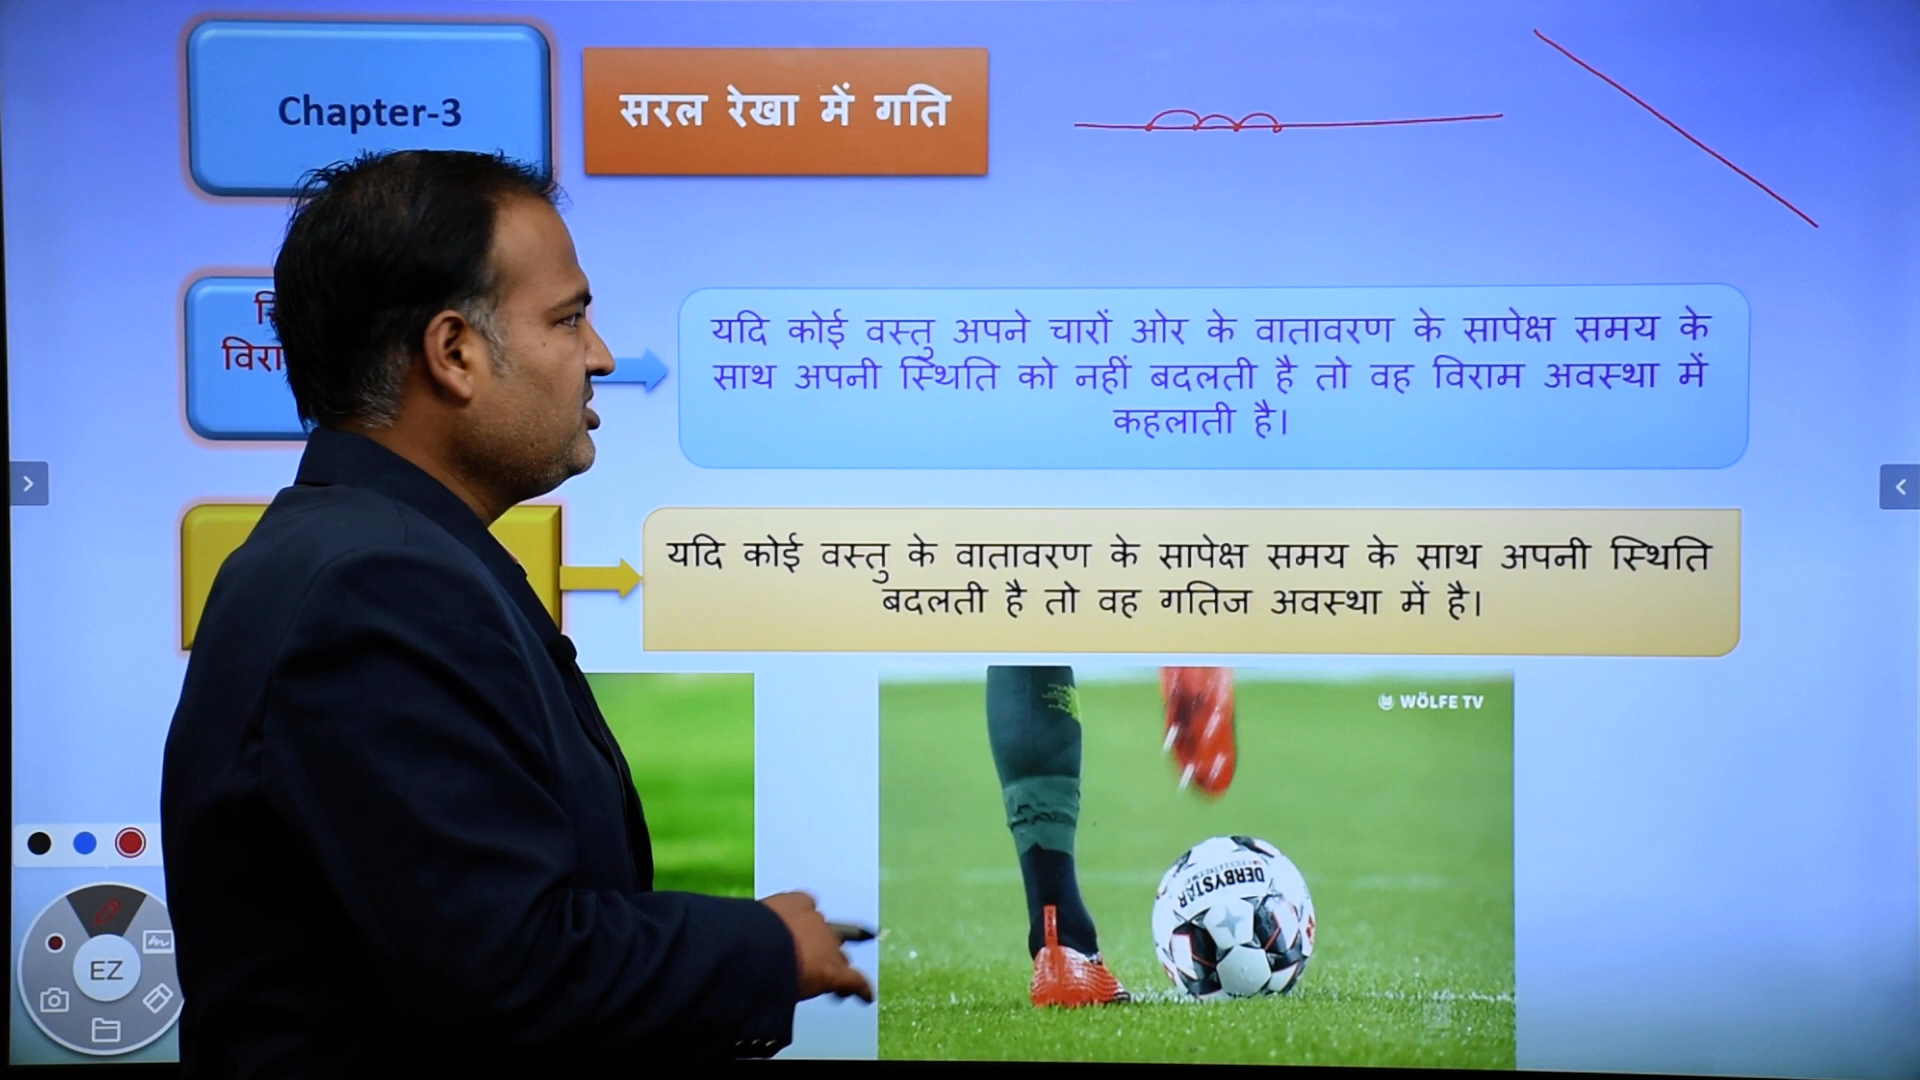 Chapter-3
सरल रेखा में गति
यदि कोई वस्तु अपने चारों ओर के वातावरण के सापेक्ष समय के
साथ अपनी स्थिति को नहीं बदलती है तो वह विराम अवस्था में
कहलाती है।
यदि कोई वस्तु के वातावरण के सापेक्ष समय के साथ अपनी स्थिति
बदलती है तो वह गतिज अवस्था में है।
WÖLFE TV
DERBYSTAR
EZ